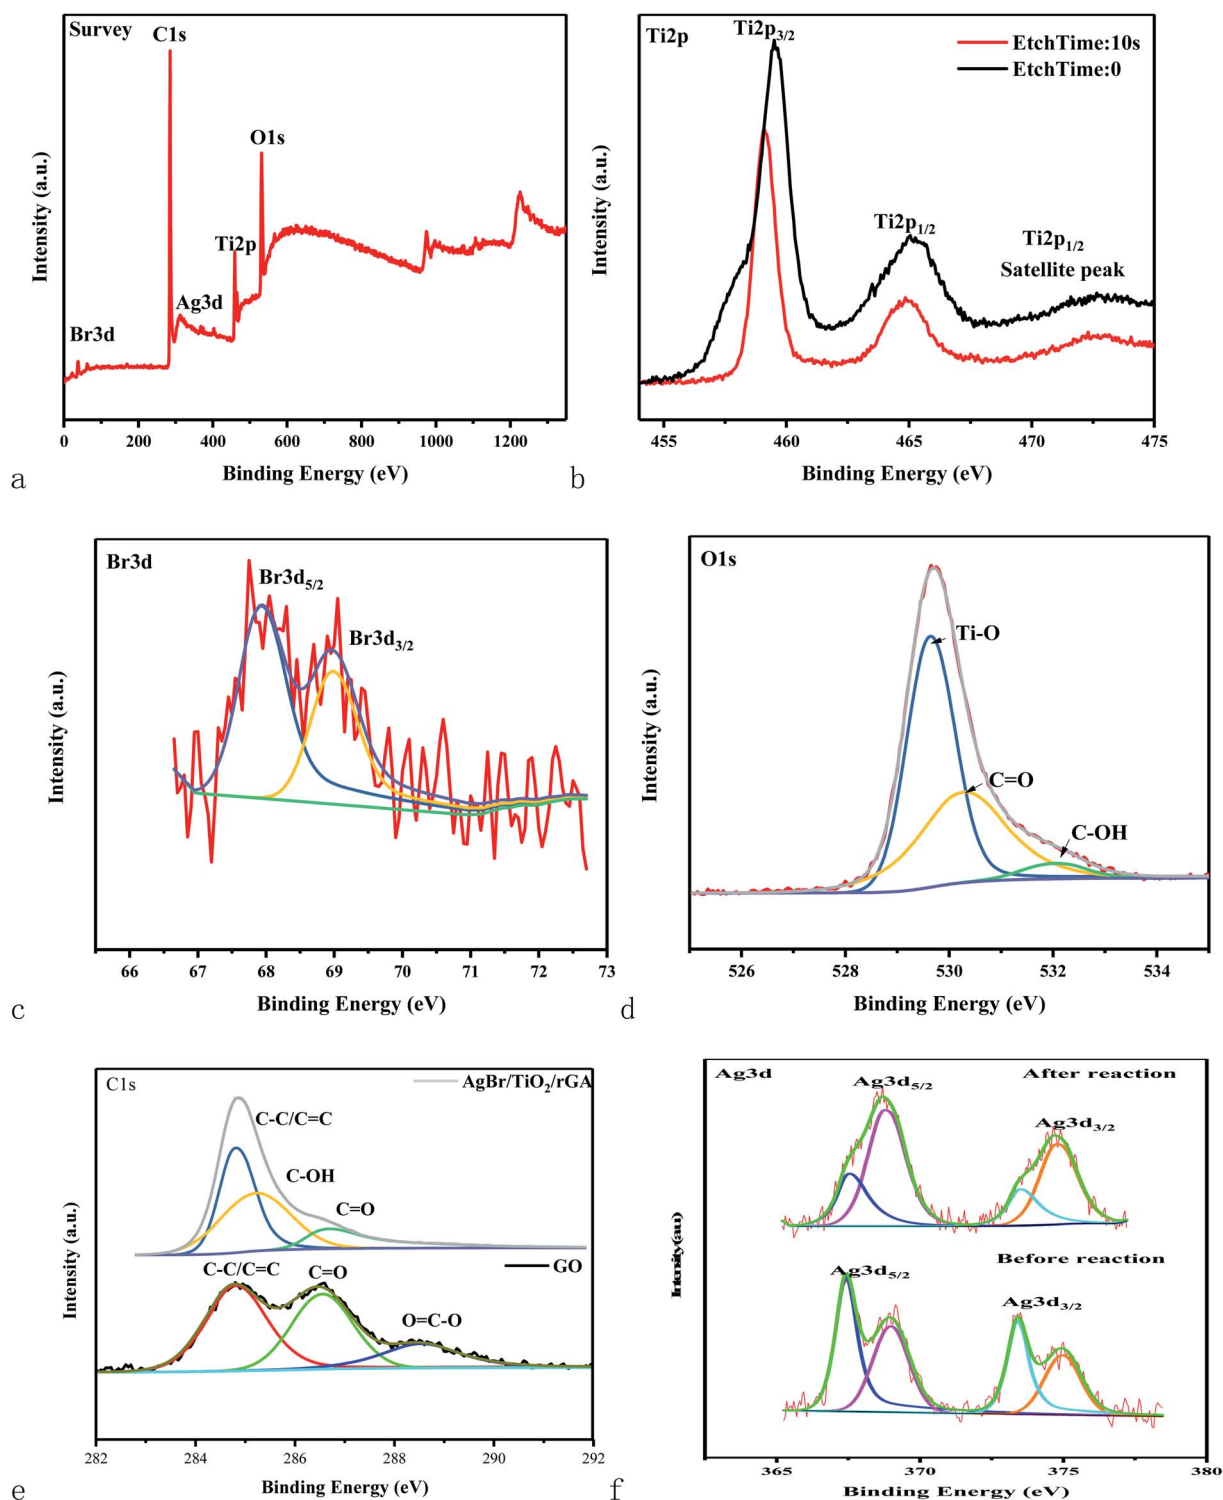 Survey
C1s
O1s
Ti2p
Ag3d
Br3d
Intensity (a.u.)
0 200 400 600 800 1000 1200
Binding Energy (eV)
a
Ti2p
Ti2p3/2
EtchTime:10s
EtchTime:0
Ti2p1/2
Ti2p1/2
Satellite peak
Intensity (a.u.)
455 460 465 470 475
Binding Energy (eV)
b
Br3d
Br3d5/2
Br3d3/2
Intensity (a.u.)
66 67 68 69 70 71 72 73
Binding Energy (eV)
c
O1s
Ti-O
C=O
C-OH
Intensity (a.u.)
526 528 530 532 534
Binding Energy (eV)
d
C1s
AgBr/TiO2/rGA
C-C/C=C
C-OH
C=O
GO
C-C/C=C
C=O
O=C-O
Intensity (a.u.)
282 284 286 288 290 292
Binding Energy (eV)
e
Ag3d
Ag3d5/2
After reaction
Ag3d3/2
Before reaction
Ag3d5/2
Ag3d3/2
365 370 375 380
Binding Energy (eV)
f